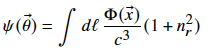 ψ(θ⃗) = ∫ dℓ Φ(x⃗)/c³ (1 + n_r²)